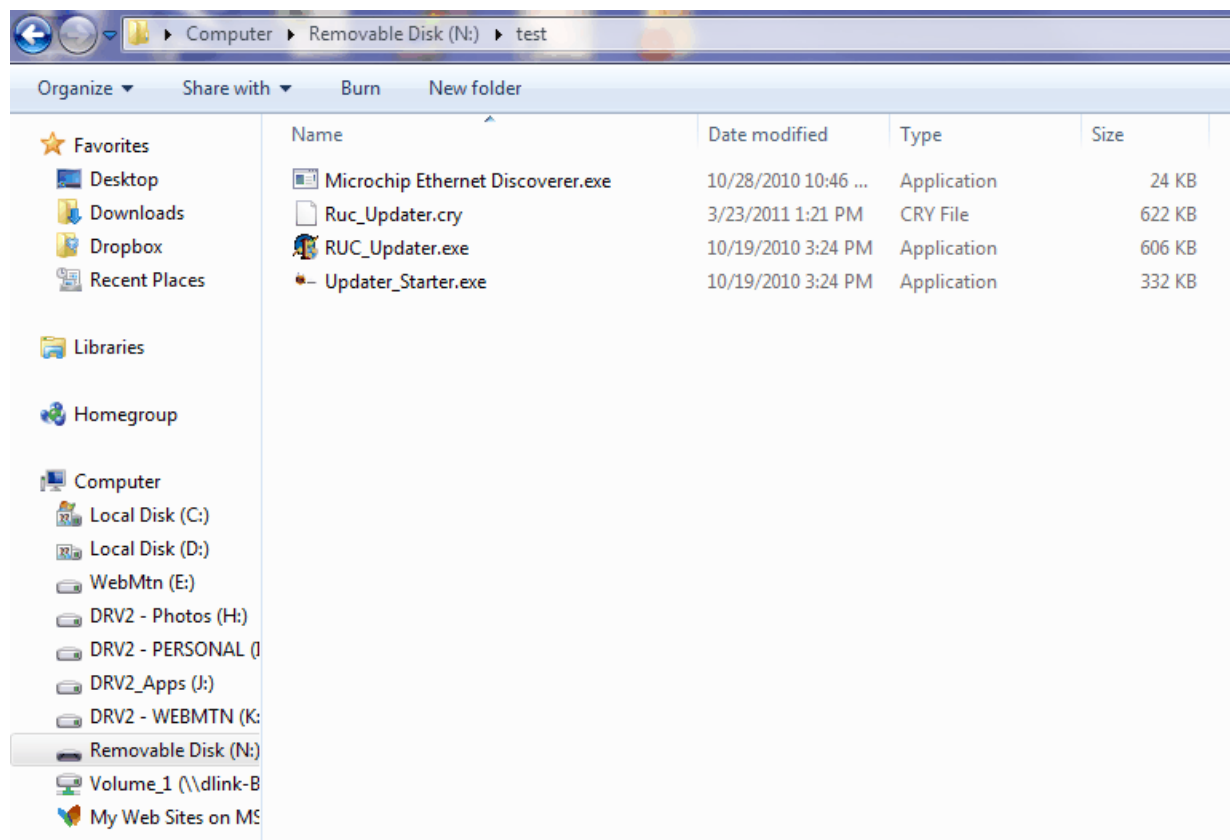 Computer Removable Disk (N:) test
Organize Share with Burn New folder
Name Date modified Type Size
Microchip Ethernet Discoverer.exe 10/28/2010 10:46 ... Application 24 KB
Ruc_Updater.cry 3/23/2011 1:21 PM CRY File 622 KB
RUC_Updater.exe 10/19/2010 3:24 PM Application 606 KB
Updater_Starter.exe 10/19/2010 3:24 PM Application 332 KB
Favorites
Desktop
Downloads
Dropbox
Recent Places
Libraries
Homegroup
Computer
Local Disk (C:)
Local Disk (D:)
WebMtn (E:)
DRV2 - Photos (H:)
DRV2 - PERSONAL (
DRV2_Apps (J:)
DRV2 - WEBMTN (K:
Removable Disk (N:)
Volume_1 (\\dlink-B
My Web Sites on MS